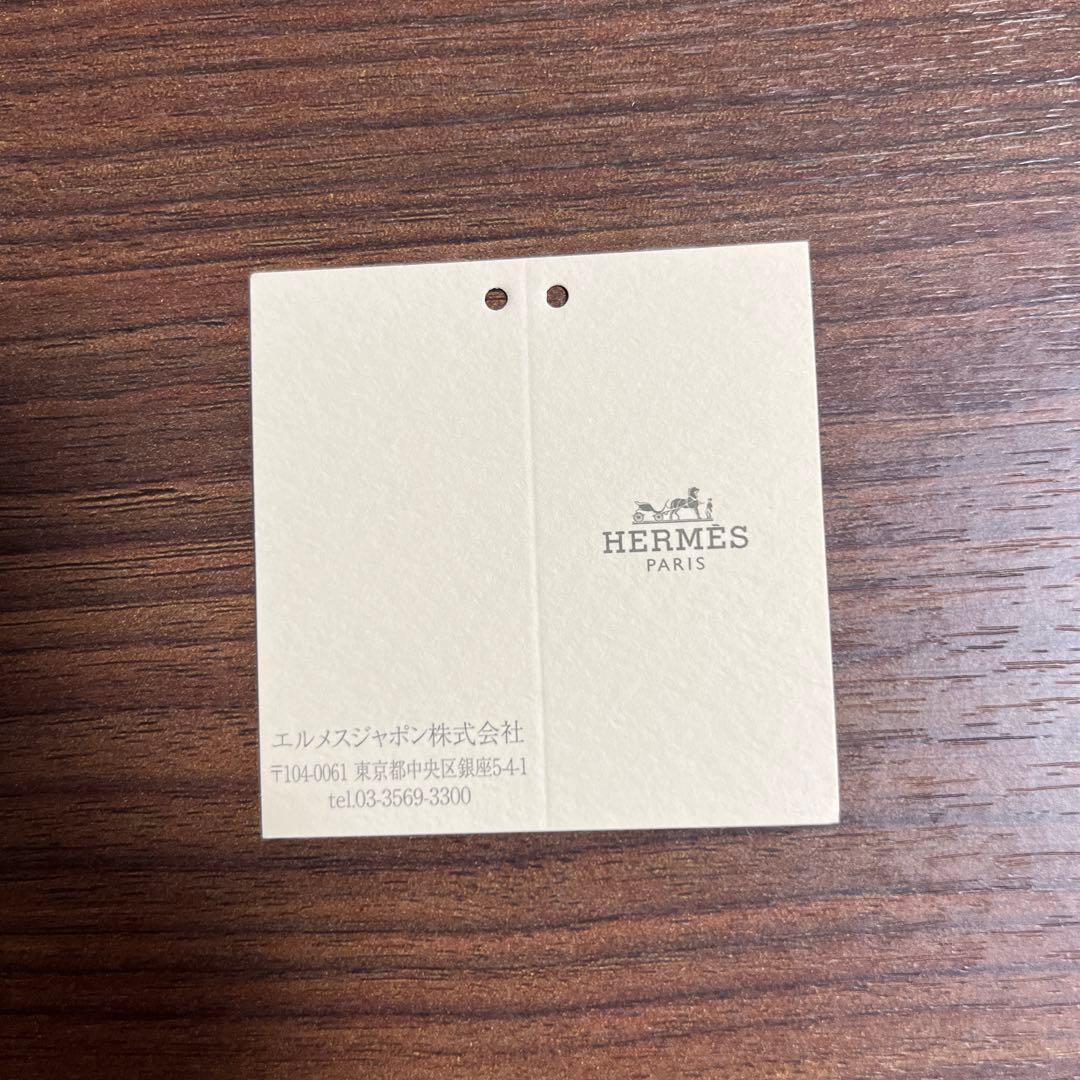 HERMÈS
PARIS
エルメスジャポン株式会社
〒104-0061 東京都中央区銀座5-4-1
tel.03-3569-3300